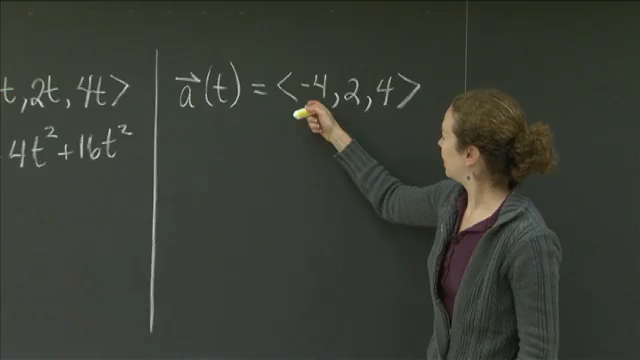 t, 2t, 4t>
4t² + 16t²
a⃗(t) = <-4, 2, 4>